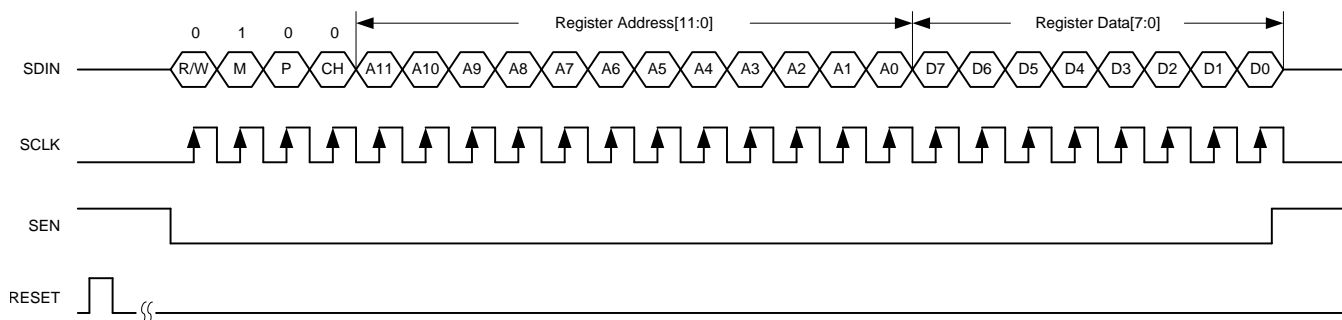 Register Address[11:0] Register Data[7:0]
0 1 0 0
SDIN R/W M P CH A11 A10 A9 A8 A7 A6 A5 A4 A3 A2 A1 A0 D7 D6 D5 D4 D3 D2 D1 D0
SCLK
SEN
RESET